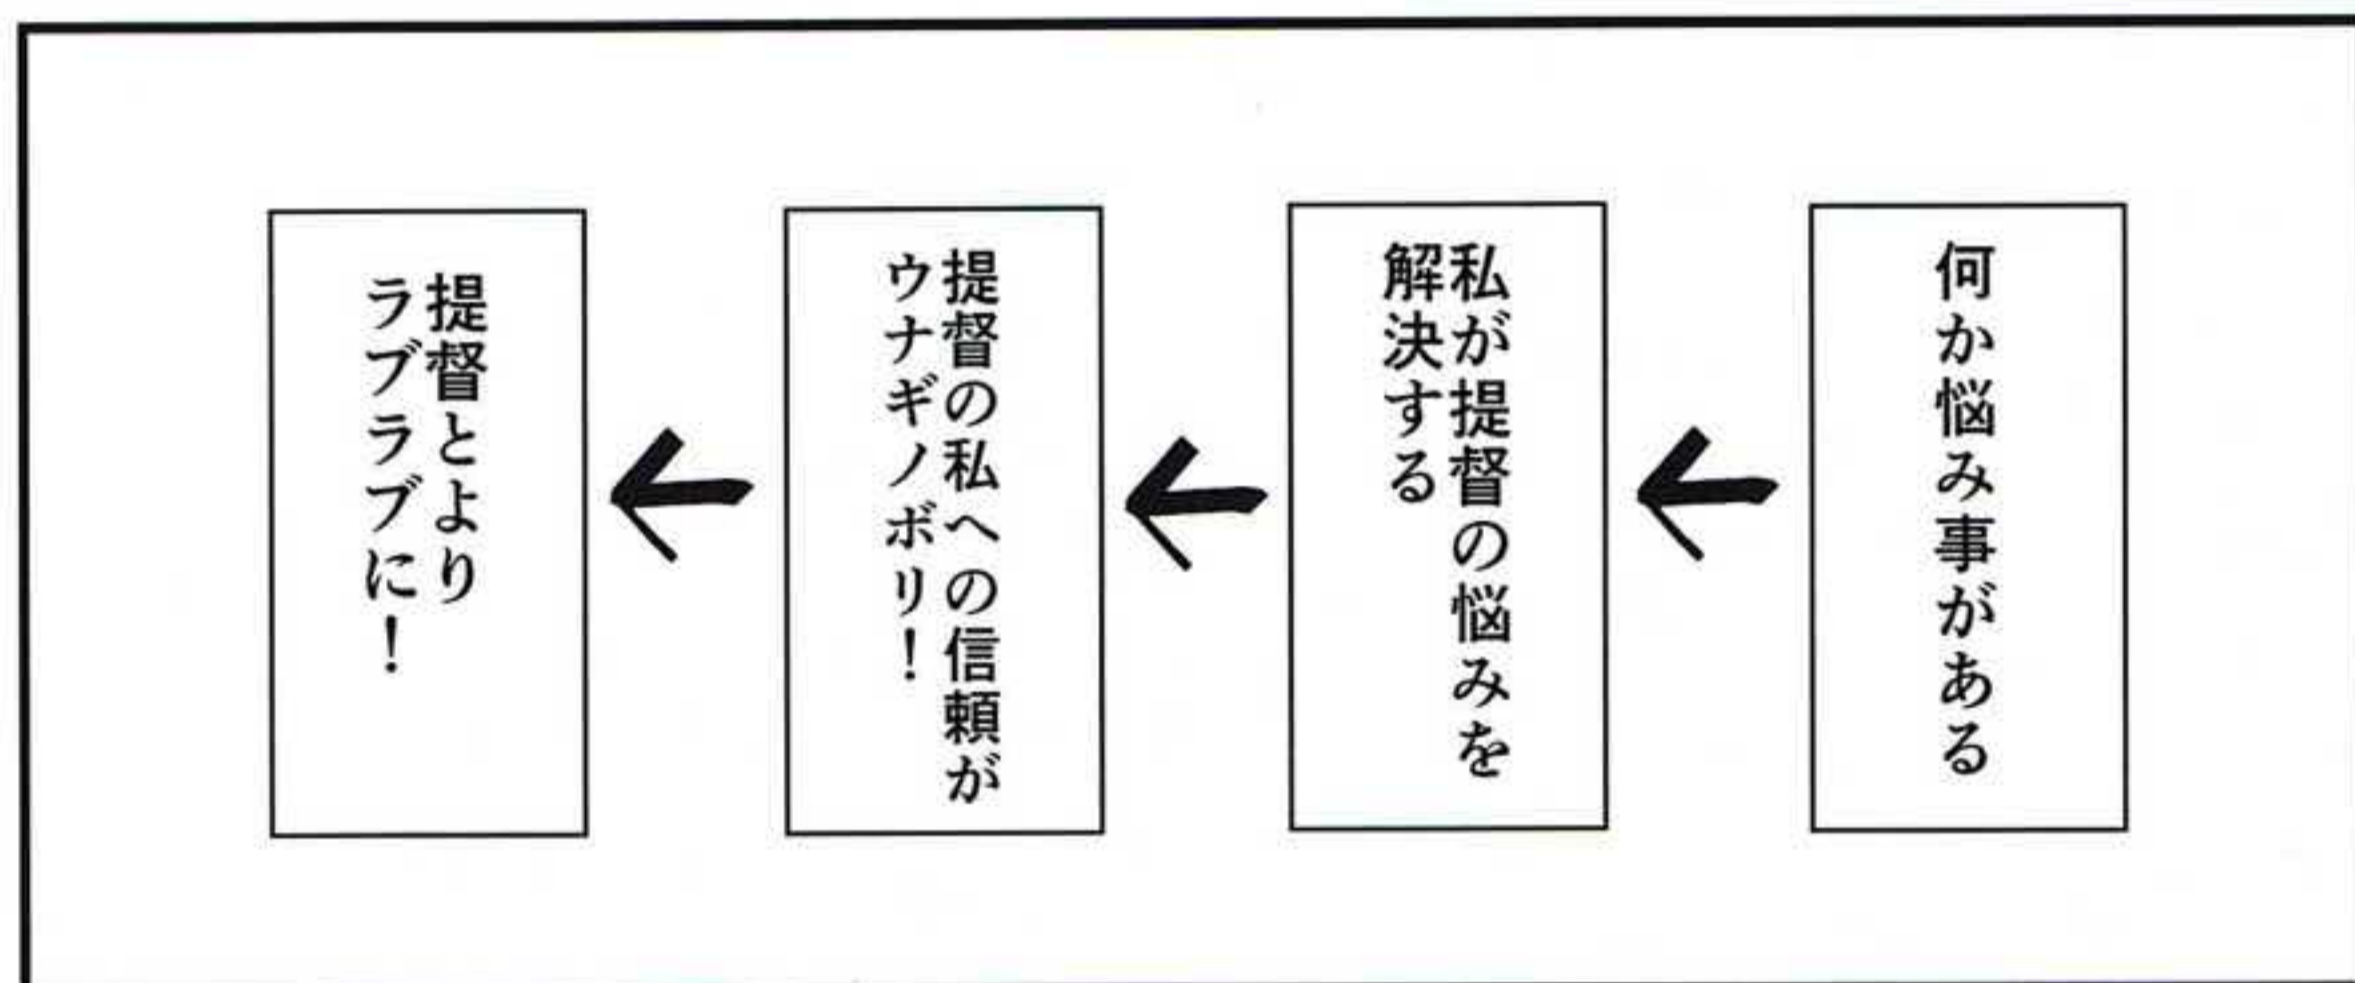 何か悩み事がある
私が提督の悩みを
解決する
提督の私への信頼が
ウナギノボリ！
提督とより
ラブラブに！